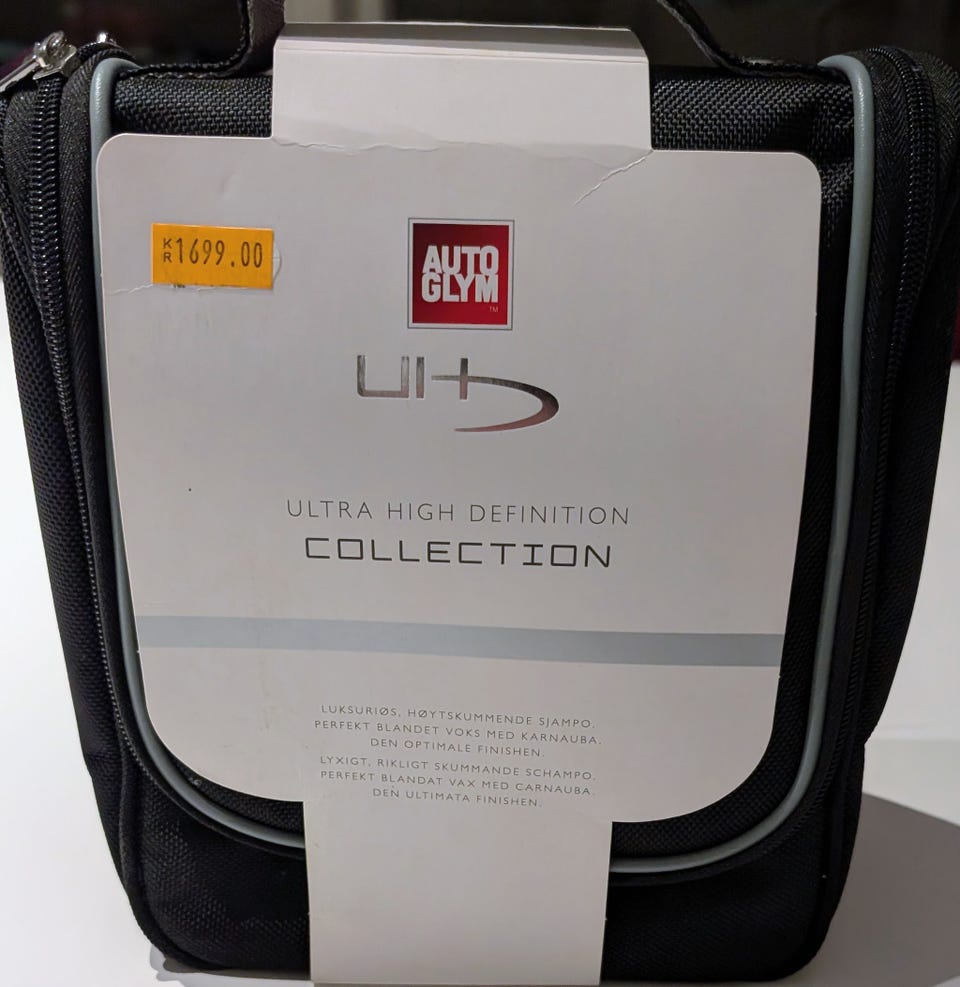 KR1699.00
AUTO
GLYM
TM
UHD
ULTRA HIGH DEFINITION
COLLECTION
LUKSURIØS, HØYTSKUMMENDE SJAMPO.
PERFEKT BLANDET VOKS MED KARNAUBA.
DEN OPTIMALE FINISHEN.
LYXIGT, RIKLIGT SKUMMANDE SCHAMPO.
PERFEKT BLANDAT VAX MED CARNAUBA.
DEN ULTIMATA FINISHEN.